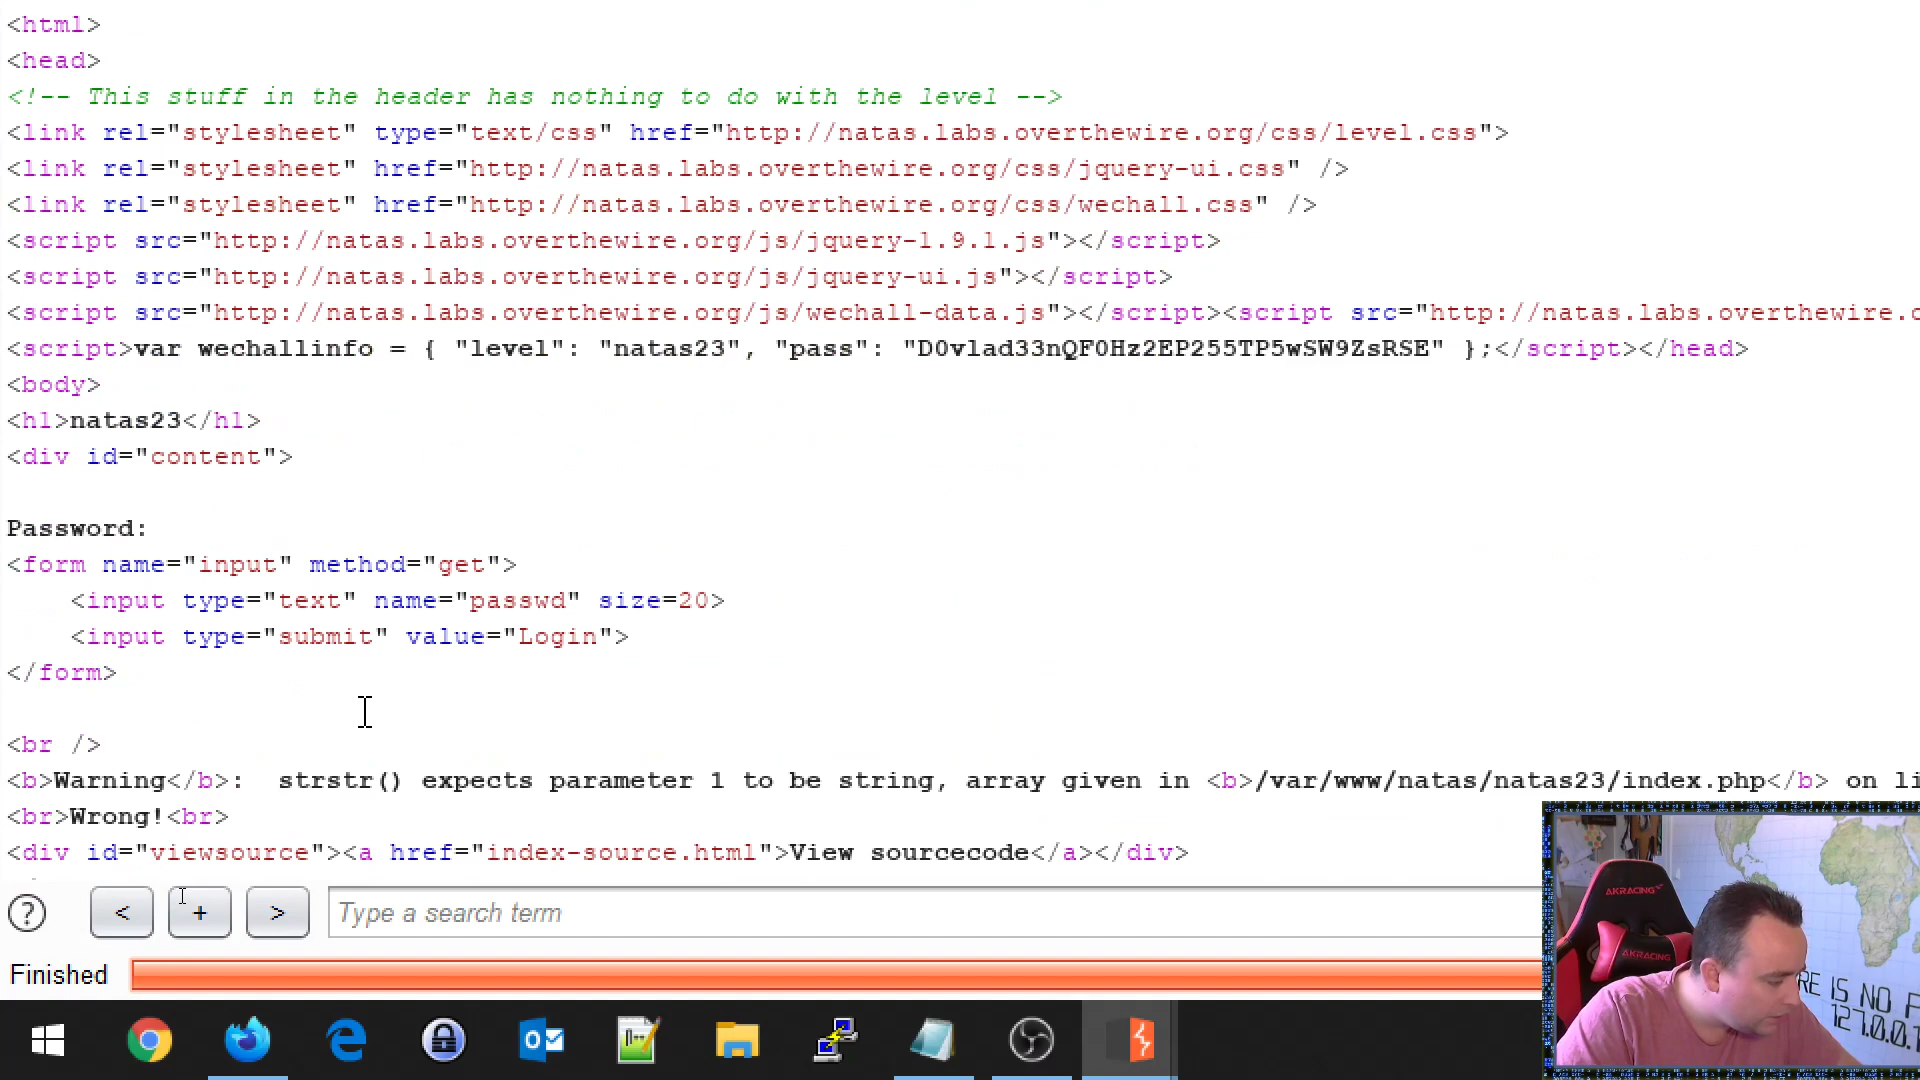 <html>
<head>
<!-- This stuff in the header has nothing to do with the level -->
<link rel="stylesheet" type="text/css" href="http://natas.labs.overthewire.org/css/level.css">
<link rel="stylesheet" href="http://natas.labs.overthewire.org/css/jquery-ui.css" />
<link rel="stylesheet" href="http://natas.labs.overthewire.org/css/wechall.css" />
<script src="http://natas.labs.overthewire.org/js/jquery-1.9.1.js"></script>
<script src="http://natas.labs.overthewire.org/js/jquery-ui.js"></script>
<script src="http://natas.labs.overthewire.org/js/wechall-data.js"></script><script src="http://natas.labs.overthewire.o
<script>var wechallinfo = { "level": "natas23", "pass": "D0vlad33nQF0Hz2EP255TP5wSW9ZsRSE" };</script></head>
<body>
<h1>natas23</h1>
<div id="content">
Password:
<form name="input" method="get">
<input type="text" name="passwd" size=20>
<input type="submit" value="Login">
</form>
<br />
<b>Warning</b>: strstr() expects parameter 1 to be string, array given in <b>/var/www/natas/natas23/index.php</b> on li
<br>Wrong!<br>
<div id="viewsource"><a href="index-source.html">View sourcecode</a></div>
? < + > Type a search term
Finished
AKRACING
AKRACING
RE IS NO
127.0.0.